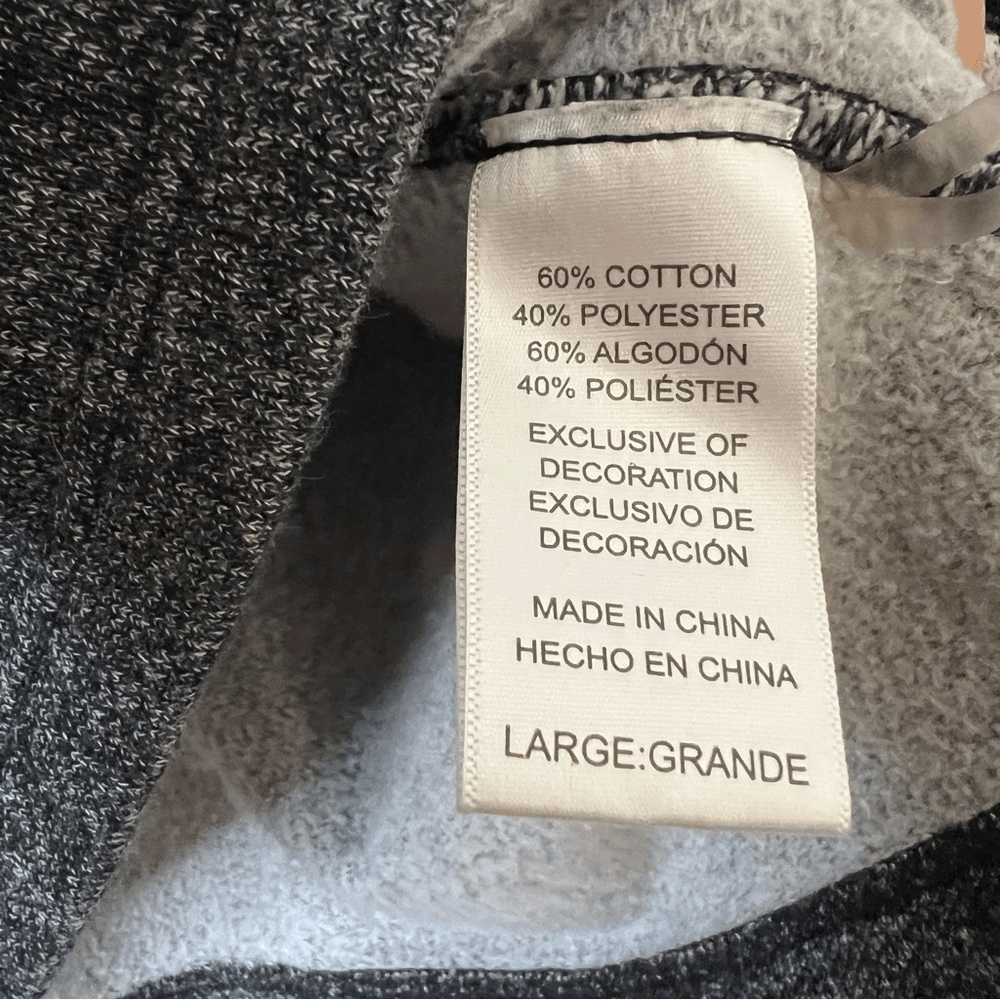 60% COTTON
40% POLYESTER
60% ALGODÓN
40% POLIÉSTER
EXCLUSIVE OF
DECORATION
EXCLUSIVO DE
DECORACIÓN
MADE IN CHINA
HECHO EN CHINA
LARGE:GRANDE